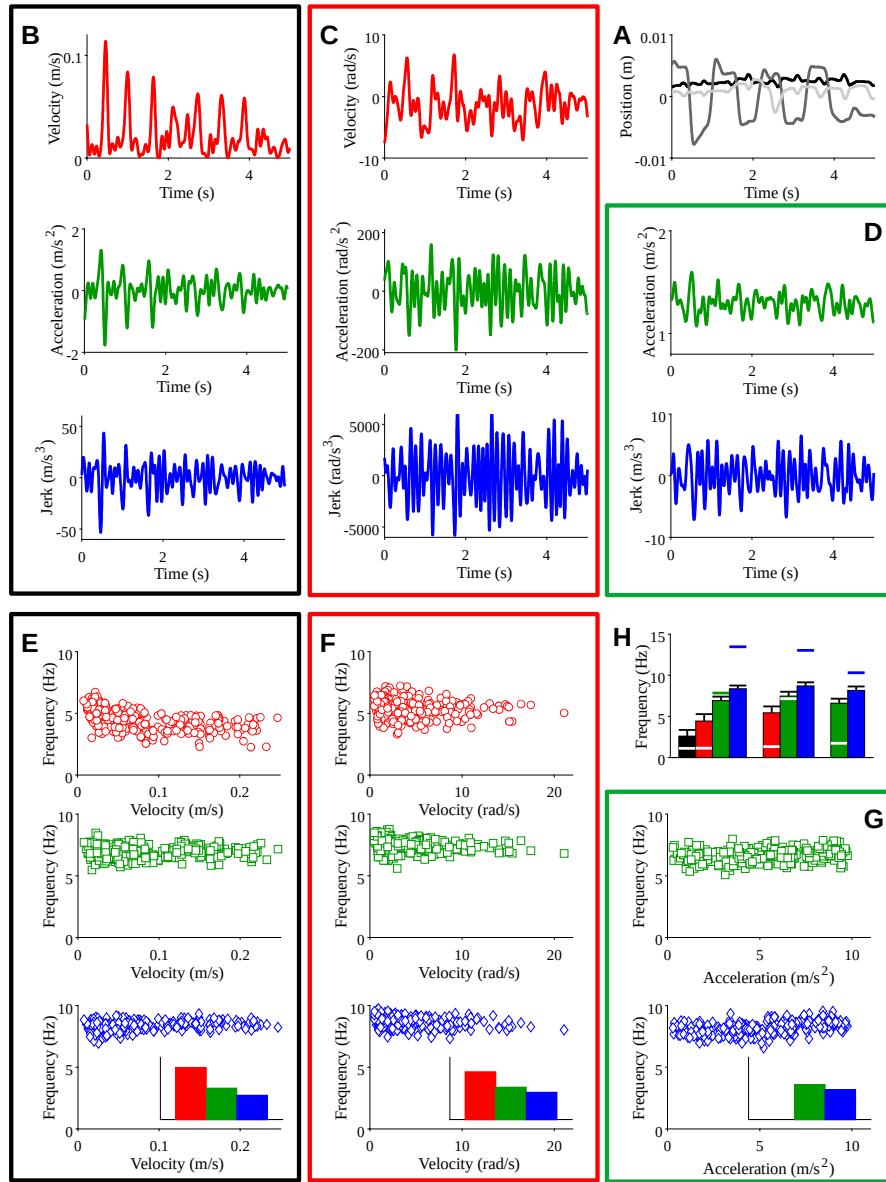 B
Velocity (m/s)
0.1
0
0
2
4
Time (s)
C
Velocity (rad/s)
10
0
-10
0
2
4
Time (s)
A
Position (m)
0.01
0
-0.01
0
2
4
Time (s)
Acceleration (m/s²)
2
0
-2
0
2
4
Time (s)
Acceleration (rad/s²)
200
0
-200
0
2
4
Time (s)
D
Acceleration (m/s²)
2
1
0
2
4
Time (s)
Jerk (m/s³)
50
0
-50
0
2
4
Time (s)
Jerk (rad/s³)
5000
0
-5000
0
2
4
Time (s)
Jerk (m/s³)
10
0
-10
0
2
4
Time (s)
E
Frequency (Hz)
10
5
0
0
0.1
0.2
Velocity (m/s)
F
Frequency (Hz)
10
5
0
0
10
20
Velocity (rad/s)
H
Frequency (Hz)
15
10
5
0
Frequency (Hz)
10
5
0
0
0.1
0.2
Velocity (m/s)
Frequency (Hz)
10
5
0
0
10
20
Velocity (rad/s)
G
Frequency (Hz)
10
5
0
0
5
10
Acceleration (m/s²)
Frequency (Hz)
10
5
0
0
0.1
0.2
Velocity (m/s)
Frequency (Hz)
10
5
0
0
10
20
Velocity (rad/s)
Frequency (Hz)
10
5
0
0
5
10
Acceleration (m/s²)